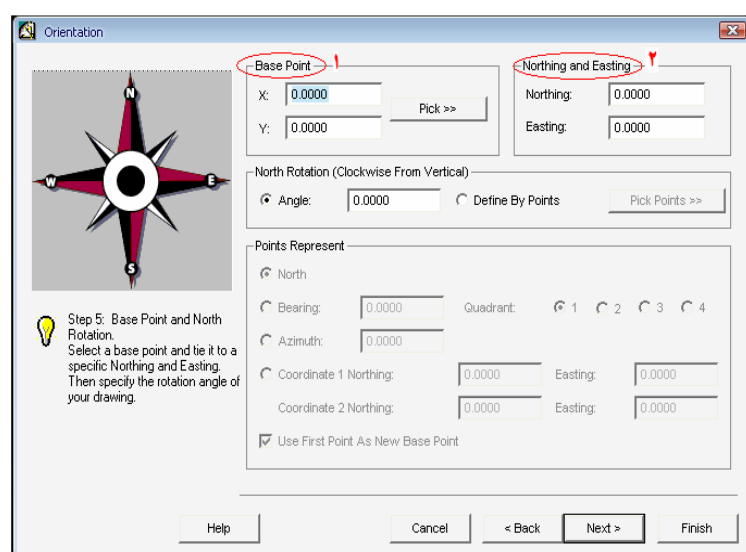 Orientation
Base Point ۱
X: 0.0000
Pick >>
Y: 0.0000
Northing and Easting ۲
Northing: 0.0000
Easting: 0.0000
North Rotation (Clockwise From Vertical)
Angle: 0.0000 Define By Points Pick Points >>
Points Represent
North
Bearing: 0.0000 Quadrant: 1 2 3 4
Azimuth: 0.0000
Coordinate 1 Northing: 0.0000 Easting: 0.0000
Coordinate 2 Northing: 0.0000 Easting: 0.0000
Use First Point As New Base Point
N
W E
S
Step 5: Base Point and North
Rotation.
Select a base point and tie it to a
specific Northing and Easting.
Then specify the rotation angle of
your drawing.
Help Cancel < Back Next > Finish